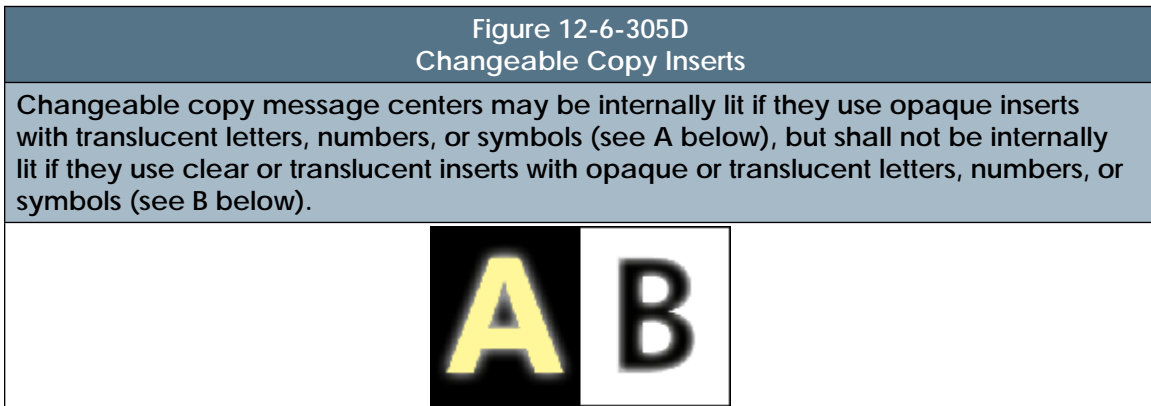 Figure 12-6-305D
Changeable Copy Inserts
Changeable copy message centers may be internally lit if they use opaque inserts
with translucent letters, numbers, or symbols (see A below), but shall not be internally
lit if they use clear or translucent inserts with opaque or translucent letters, numbers, or
symbols (see B below).
A B